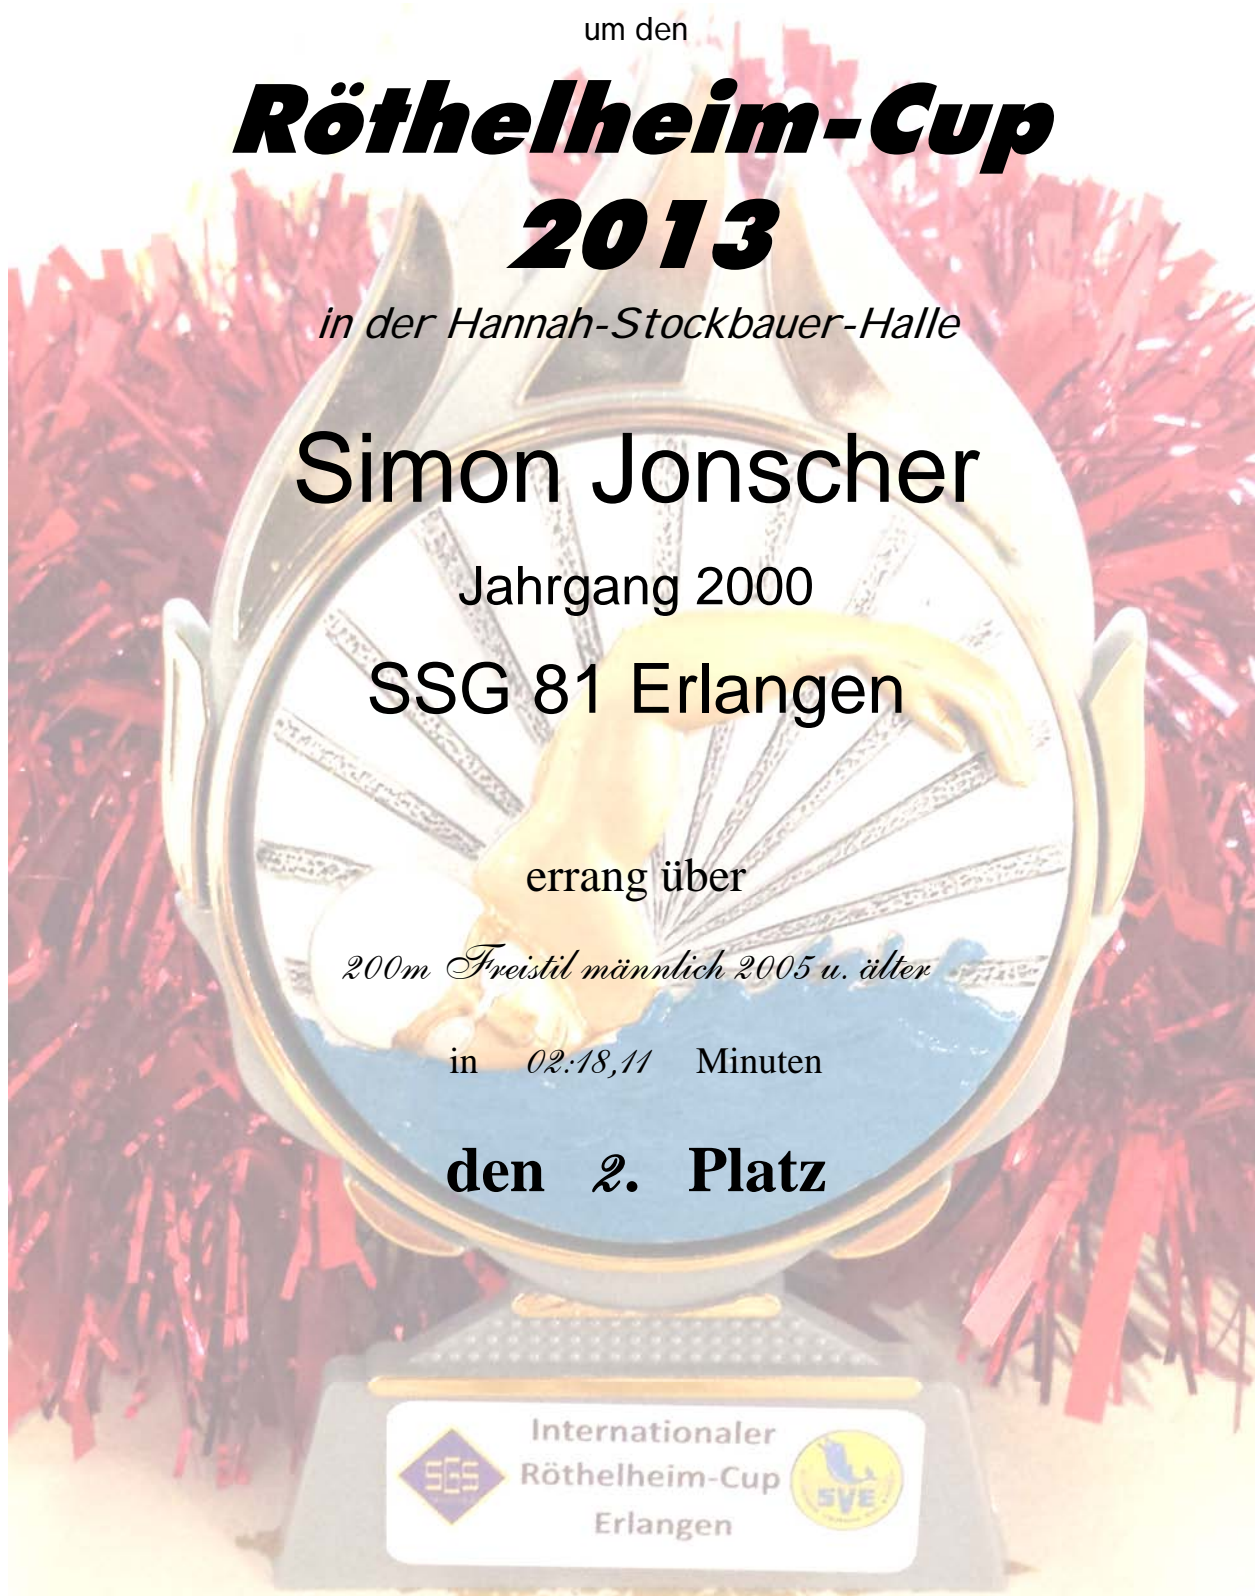 um den
Röthelheim-Cup
2013
in der Hannah-Stockbauer-Halle
Simon Jonscher
Jahrgang 2000
SSG 81 Erlangen
errang über
200m Freistil männlich 2005 u. älter
in 02:18,11 Minuten
den 2. Platz
Internationaler
SGS Röthelheim-Cup SVE
Erlangen